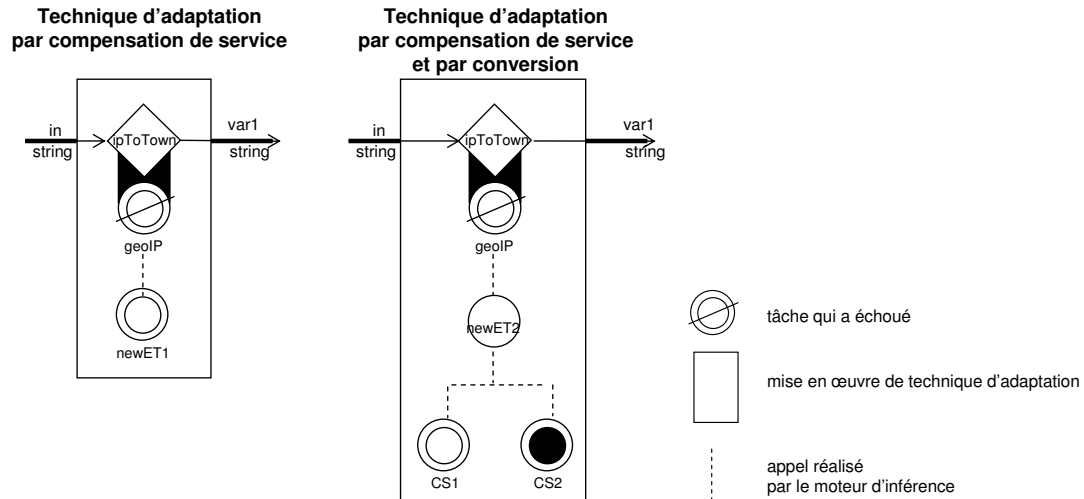 Technique d’adaptation
par compensation de service
in
string
ipToTown
var1
string
geoIP
newET1
Technique d’adaptation
par compensation de service
et par conversion
in
string
ipToTown
var1
string
geoIP
newET2
CS1
CS2
tâche qui a échoué
mise en œuvre de technique d’adaptation
appel réalisé
par le moteur d’inférence